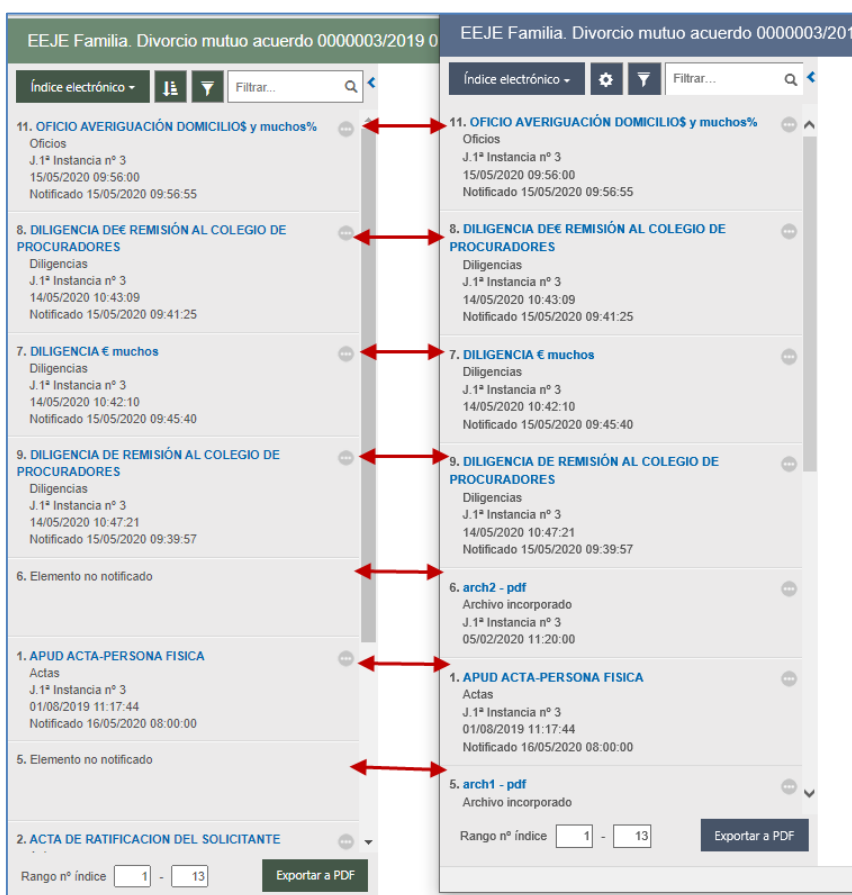 EEJE Familia. Divorcio mutuo acuerdo 0000003/2019 0
Índice electrónico
Filtrar...
11. OFICIO AVERIGUACIÓN DOMICILIO$ y muchos%
Oficios
J.1ª Instancia nº 3
15/05/2020 09:56:00
Notificado 15/05/2020 09:56:55
8. DILIGENCIA DE€ REMISIÓN AL COLEGIO DE
PROCURADORES
Diligencias
J.1ª Instancia nº 3
14/05/2020 10:43:09
Notificado 15/05/2020 09:41:25
7. DILIGENCIA € muchos
Diligencias
J.1ª Instancia nº 3
14/05/2020 10:42:10
Notificado 15/05/2020 09:45:40
9. DILIGENCIA DE REMISIÓN AL COLEGIO DE
PROCURADORES
Diligencias
J.1ª Instancia nº 3
14/05/2020 10:47:21
Notificado 15/05/2020 09:39:57
6. Elemento no notificado
1. APUD ACTA-PERSONA FISICA
Actas
J.1ª Instancia nº 3
01/08/2019 11:17:44
Notificado 16/05/2020 08:00:00
5. Elemento no notificado
2. ACTA DE RATIFICACION DEL SOLICITANTE
Rango nº índice 1 - 13 Exportar a PDF
EEJE Familia. Divorcio mutuo acuerdo 0000003/201
Índice electrónico
Filtrar...
11. OFICIO AVERIGUACIÓN DOMICILIO$ y muchos%
Oficios
J.1ª Instancia nº 3
15/05/2020 09:56:00
Notificado 15/05/2020 09:56:55
8. DILIGENCIA DE€ REMISIÓN AL COLEGIO DE
PROCURADORES
Diligencias
J.1ª Instancia nº 3
14/05/2020 10:43:09
Notificado 15/05/2020 09:41:25
7. DILIGENCIA € muchos
Diligencias
J.1ª Instancia nº 3
14/05/2020 10:42:10
Notificado 15/05/2020 09:45:40
9. DILIGENCIA DE REMISIÓN AL COLEGIO DE
PROCURADORES
Diligencias
J.1ª Instancia nº 3
14/05/2020 10:47:21
Notificado 15/05/2020 09:39:57
6. arch2 - pdf
Archivo incorporado
J.1ª Instancia nº 3
05/02/2020 11:20:00
1. APUD ACTA-PERSONA FISICA
Actas
J.1ª Instancia nº 3
01/08/2019 11:17:44
Notificado 16/05/2020 08:00:00
5. arch1 - pdf
Archivo incorporado
Rango nº índice 1 - 13 Exportar a PDF